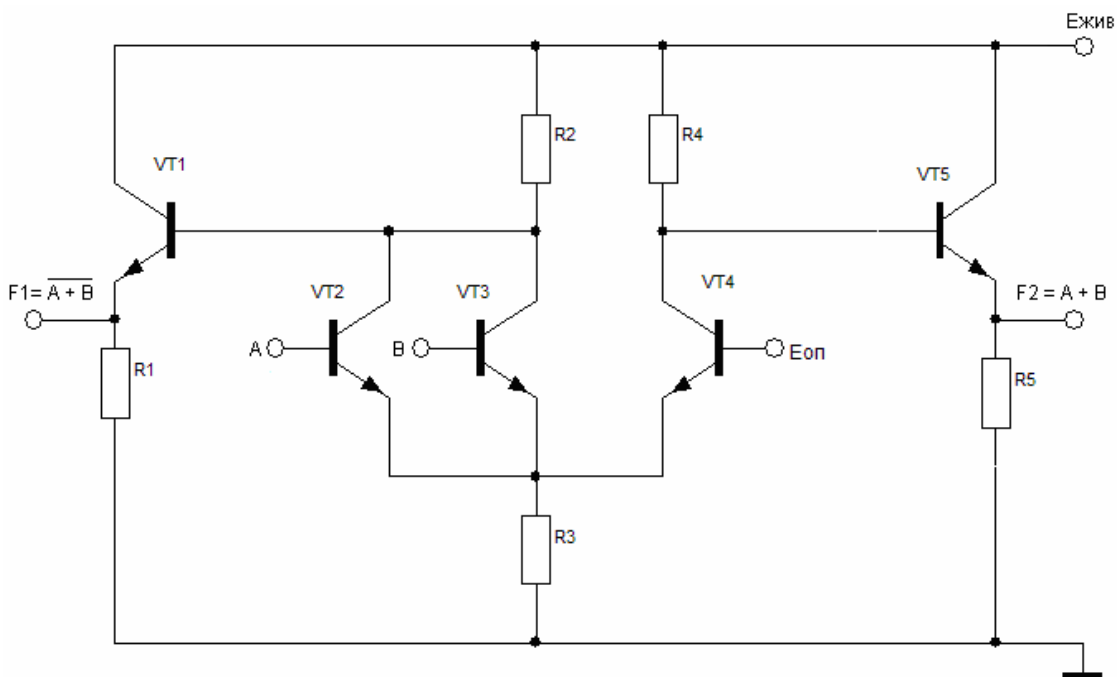 Eжив
R2
R4
VT1
VT5
F1 = A + B
VT2
VT3
VT4
F2 = A + B
A
B
Eоп
R1
R5
R3